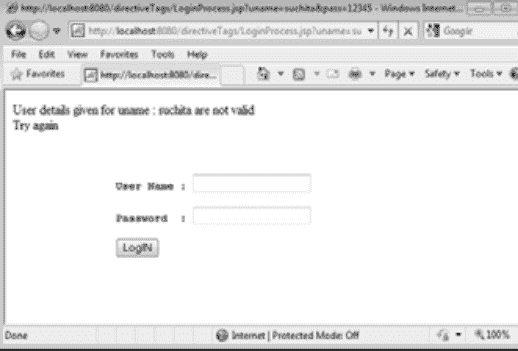 http://localhost:8080/directiveTags/LoginProcess.jsp?uname=suchita&pass=12345 - Windows Internet...
http://localhost:8080/directiveTags/LoginProcess.jsp?uname=su
Google
File Edit View Favorites Tools Help
Favorites http://localhost:8080/dire... Page Safety Tools
User details given for uname : suchita are not valid
Try again
User Name :
Password :
LogIN
Done Internet | Protected Mode: Off 100%